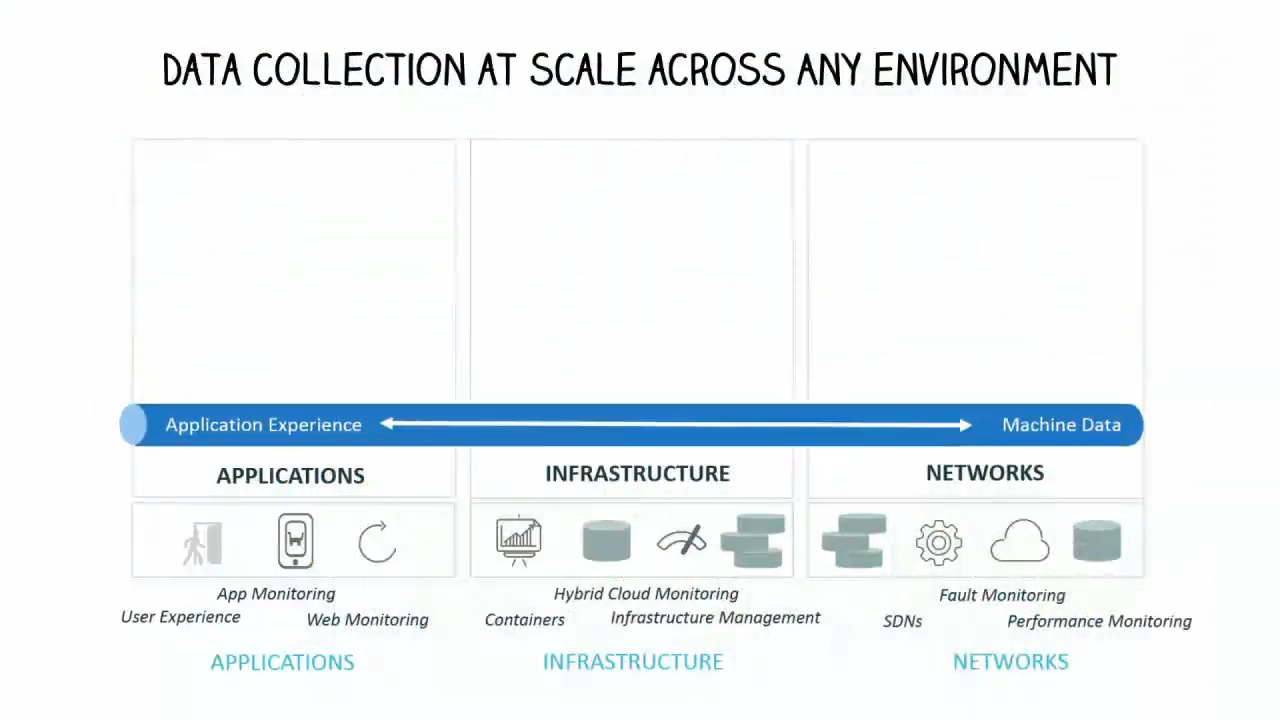 DATA COLLECTION AT SCALE ACROSS ANY ENVIRONMENT
Application Experience
Machine Data
APPLICATIONS
INFRASTRUCTURE
NETWORKS
App Monitoring
User Experience
Web Monitoring
Hybrid Cloud Monitoring
Containers
Infrastructure Management
Fault Monitoring
SDNs
Performance Monitoring
APPLICATIONS
INFRASTRUCTURE
NETWORKS